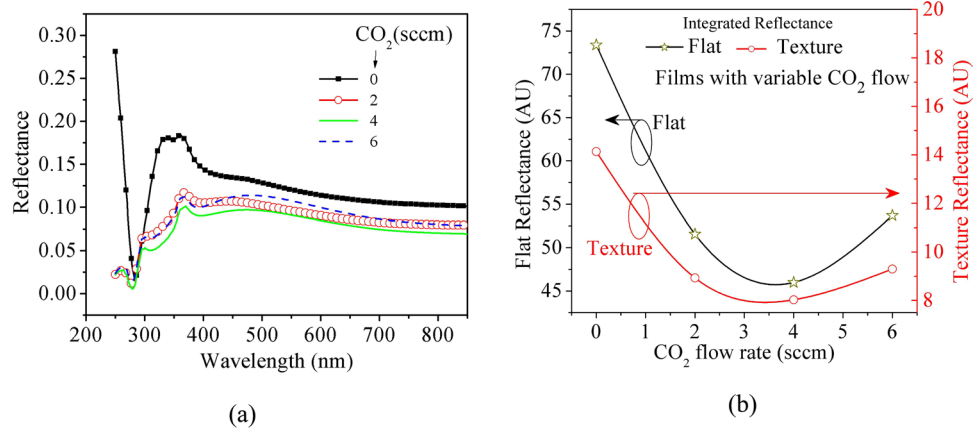 CO₂(sccm)
0
2
4
6
0.30
0.25
0.20
0.15
0.10
0.05
0.00
Reflectance
200 300 400 500 600 700 800
Wavelength (nm)
(a)
Integrated Reflectance
Flat Texture
Films with variable CO₂ flow
Flat
Texture
75
70
65
60
55
50
45
Flat Reflectance (AU)
20
18
16
14
12
10
8
Texture Reflectance (AU)
0 1 2 3 4 5 6
CO₂ flow rate (sccm)
(b)